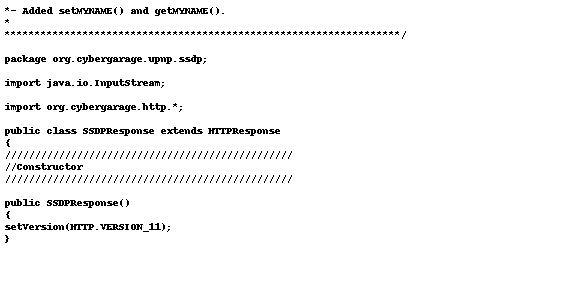 *- Added setMYNAME() and getMYNAME().
*
******************************************************************/
package org.cybergarage.upnp.ssdp;
import java.io.InputStream;
import org.cybergarage.http.*;
public class SSDPResponse extends HTTPResponse
{
////////////////////////////////////////////////
//Constructor
////////////////////////////////////////////////
public SSDPResponse()
{
setVersion(HTTP.VERSION_11);
}